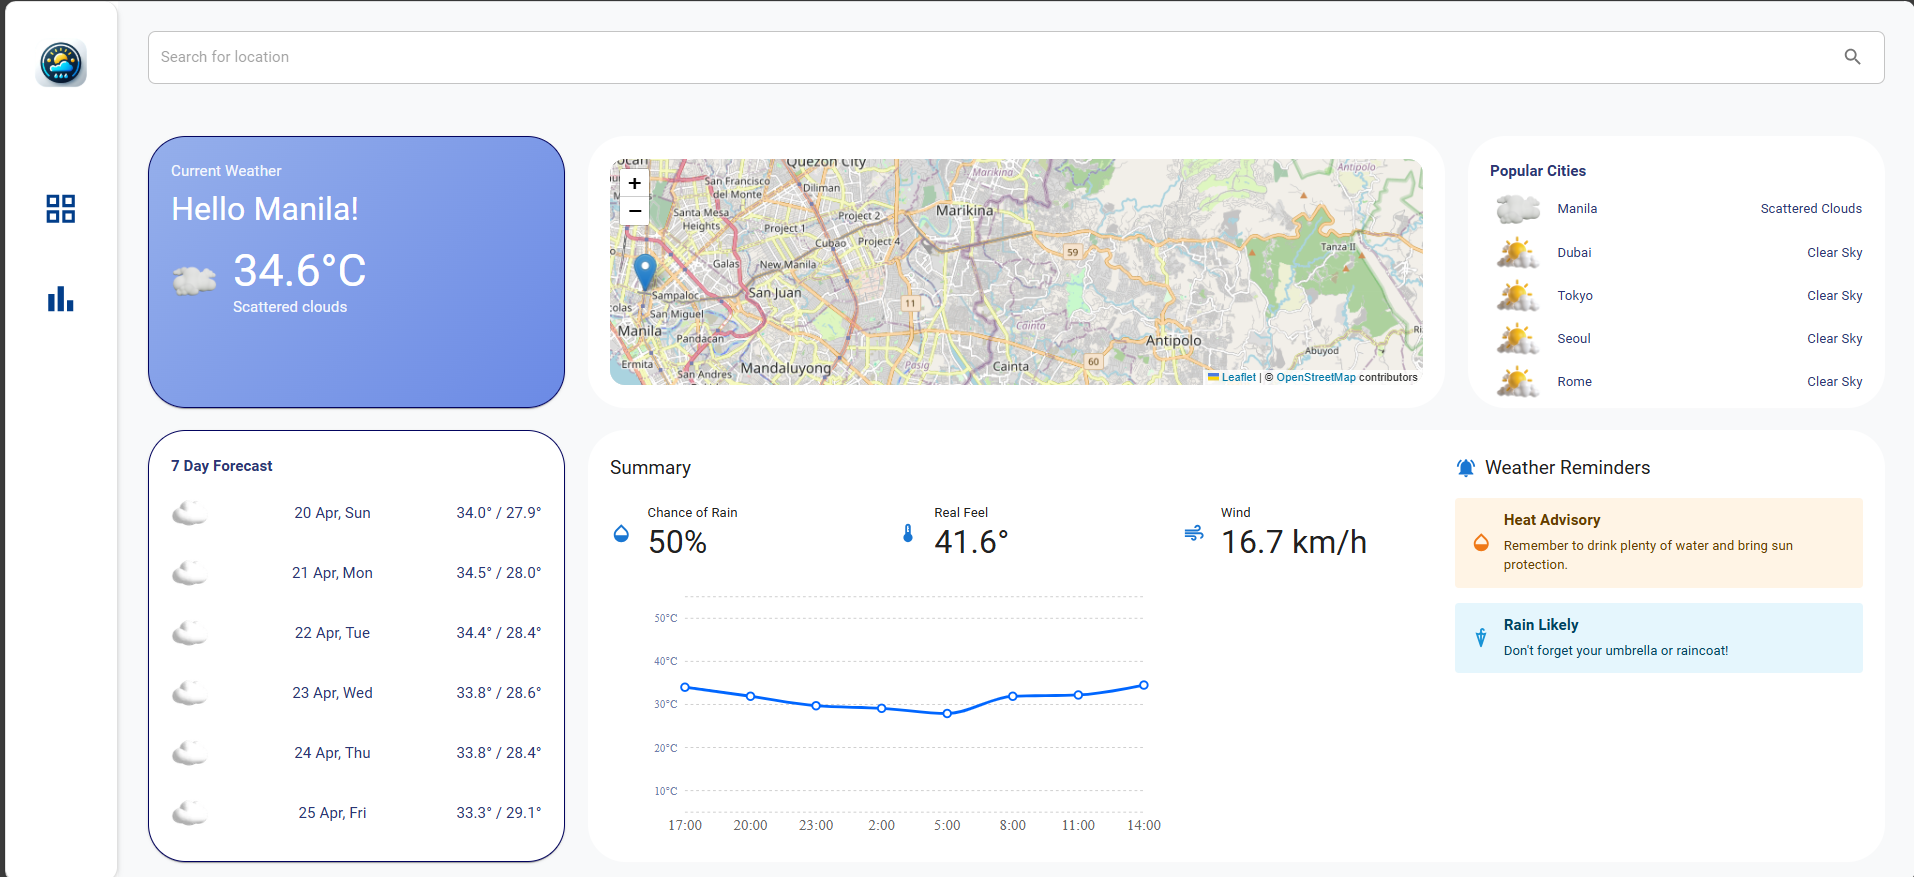 Search for location
Current Weather
Hello Manila!
34.6°C
Scattered clouds
+
−
Quezon City
San Francisco
del Monte
Diliman
Marikina
Antipolo
Santa Mesa
Heights
Project 2
Marikina
Project 1
Cubao
Project 4
59
Tanza II
Galas
New Manila
Sampaloc
San Juan
11
San Miguel
Manila
Cainta
Pandacan
Antipolo
Abuyod
Ermita
Mandaluyong
Pasig
Cainta
60
San Andres
Leaflet | © OpenStreetMap contributors
Popular Cities
Manila Scattered Clouds
Dubai Clear Sky
Tokyo Clear Sky
Seoul Clear Sky
Rome Clear Sky
7 Day Forecast
20 Apr, Sun 34.0° / 27.9°
21 Apr, Mon 34.5° / 28.0°
22 Apr, Tue 34.4° / 28.4°
23 Apr, Wed 33.8° / 28.6°
24 Apr, Thu 33.8° / 28.4°
25 Apr, Fri 33.3° / 29.1°
Summary
Chance of Rain
50%
Real Feel
41.6°
Wind
16.7 km/h
50°C
40°C
30°C
20°C
10°C
17:00 20:00 23:00 2:00 5:00 8:00 11:00 14:00
Weather Reminders
Heat Advisory
Remember to drink plenty of water and bring sun
protection.
Rain Likely
Don't forget your umbrella or raincoat!